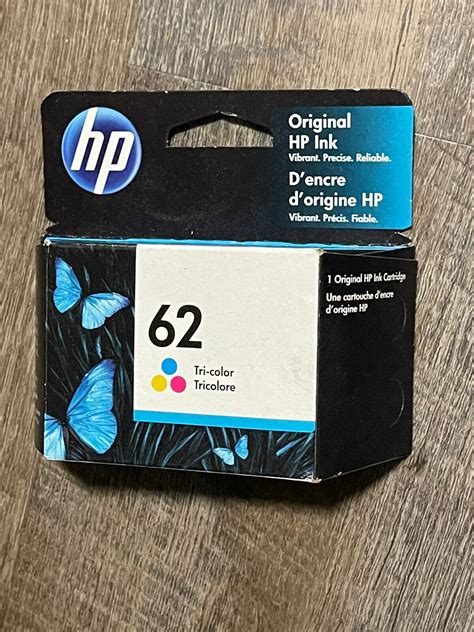 hp
Original
HP Ink
Vibrant. Precise. Reliable.
D'encre
d'origine HP
Vibrant. Précis. Fiable.
1 Original HP Ink Cartridge
Une cartouche d'encre
d'origine HP
62
Tri-color
Tricolore